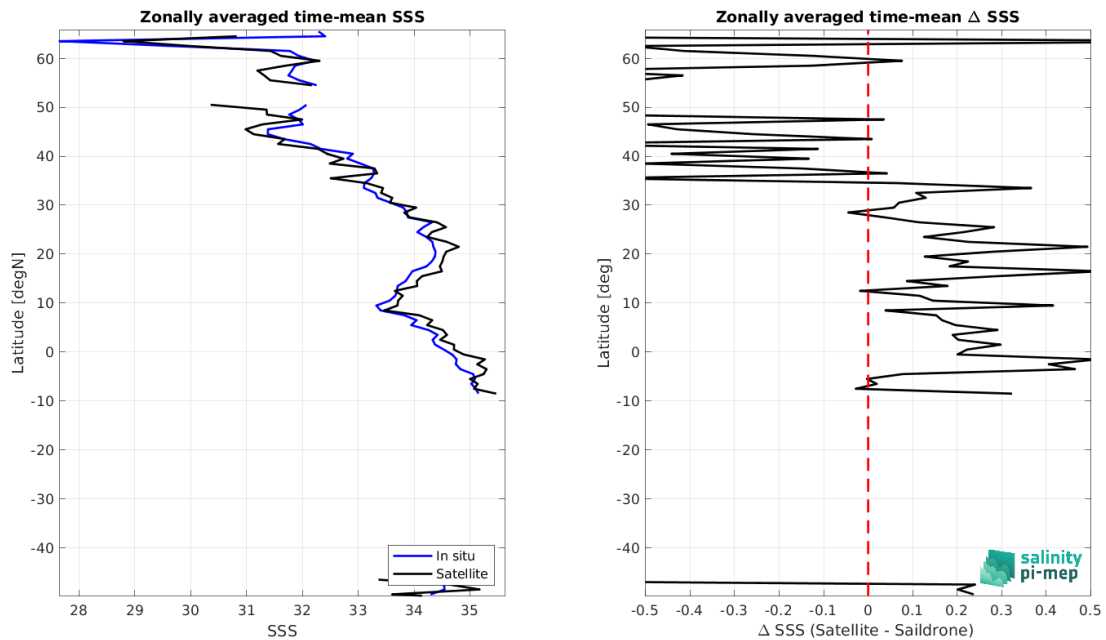 Zonally averaged time-mean SSS
Latitude [degN]
60
50
40
30
20
10
0
-10
-20
-30
-40
In situ
Satellite
28 29 30 31 32 33 34 35
SSS
Zonally averaged time-mean Δ SSS
Latitude [deg]
60
50
40
30
20
10
0
-10
-20
-30
-40
salinity
pi-mep
-0.5 -0.4 -0.3 -0.2 -0.1 0 0.1 0.2 0.3 0.4 0.5
Δ SSS (Satellite - Saildrone)